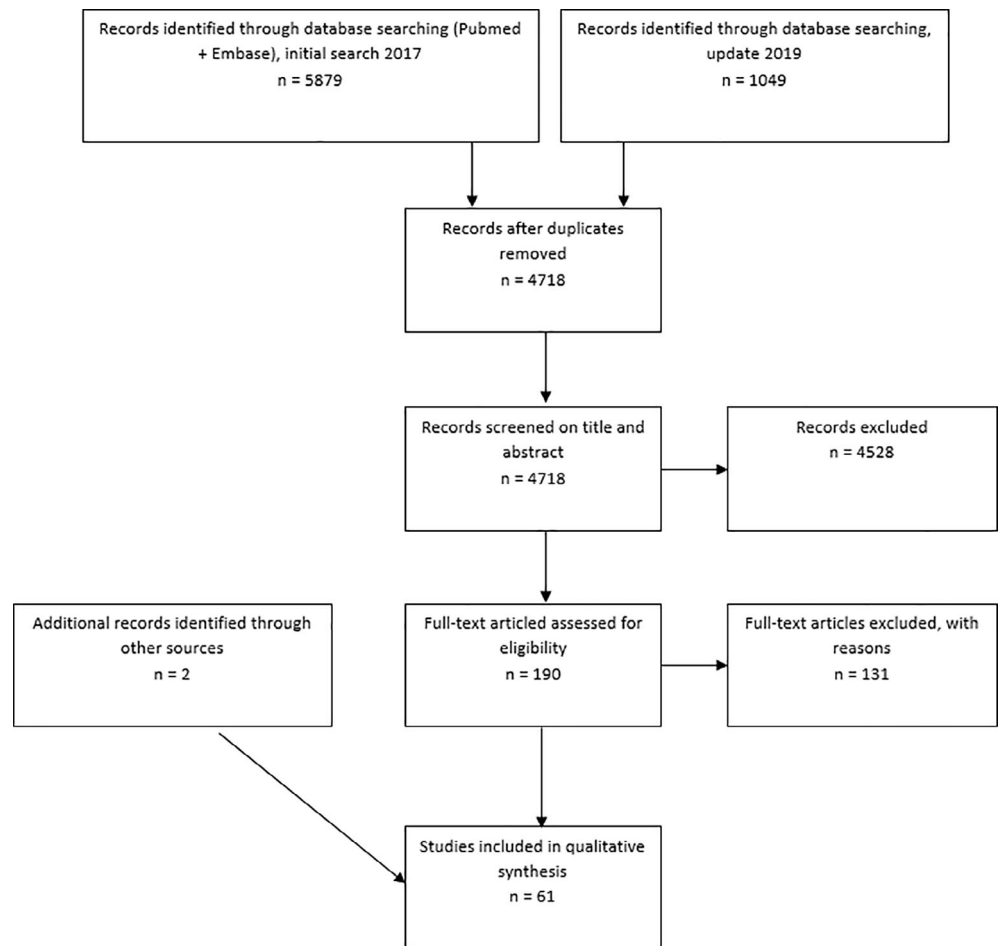 Records identified through database searching (Pubmed
+ Embase), initial search 2017
n = 5879
Records identified through database searching,
update 2019
n = 1049
Records after duplicates
removed
n = 4718
Records screened on title and
abstract
n = 4718
Records excluded
n = 4528
Additional records identified through
other sources
n = 2
Full-text articled assessed for
eligibility
n = 190
Full-text articles excluded, with
reasons
n = 131
Studies included in qualitative
synthesis
n = 61